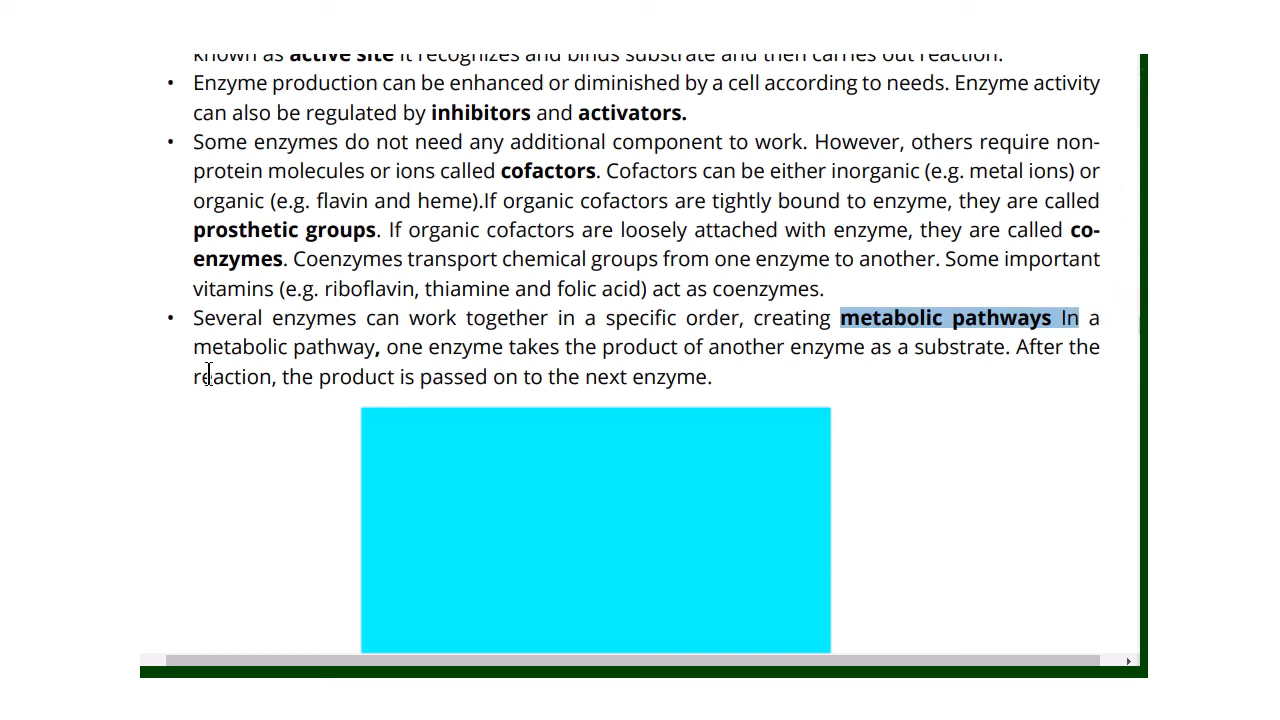 known as active site it recognizes and binds substrate and then carries out reaction.
• Enzyme production can be enhanced or diminished by a cell according to needs. Enzyme activity
can also be regulated by inhibitors and activators.
• Some enzymes do not need any additional component to work. However, others require non-
protein molecules or ions called cofactors. Cofactors can be either inorganic (e.g. metal ions) or
organic (e.g. flavin and heme).If organic cofactors are tightly bound to enzyme, they are called
prosthetic groups. If organic cofactors are loosely attached with enzyme, they are called co-
enzymes. Coenzymes transport chemical groups from one enzyme to another. Some important
vitamins (e.g. riboflavin, thiamine and folic acid) act as coenzymes.
• Several enzymes can work together in a specific order, creating metabolic pathways In a
metabolic pathway, one enzyme takes the product of another enzyme as a substrate. After the
reaction, the product is passed on to the next enzyme.